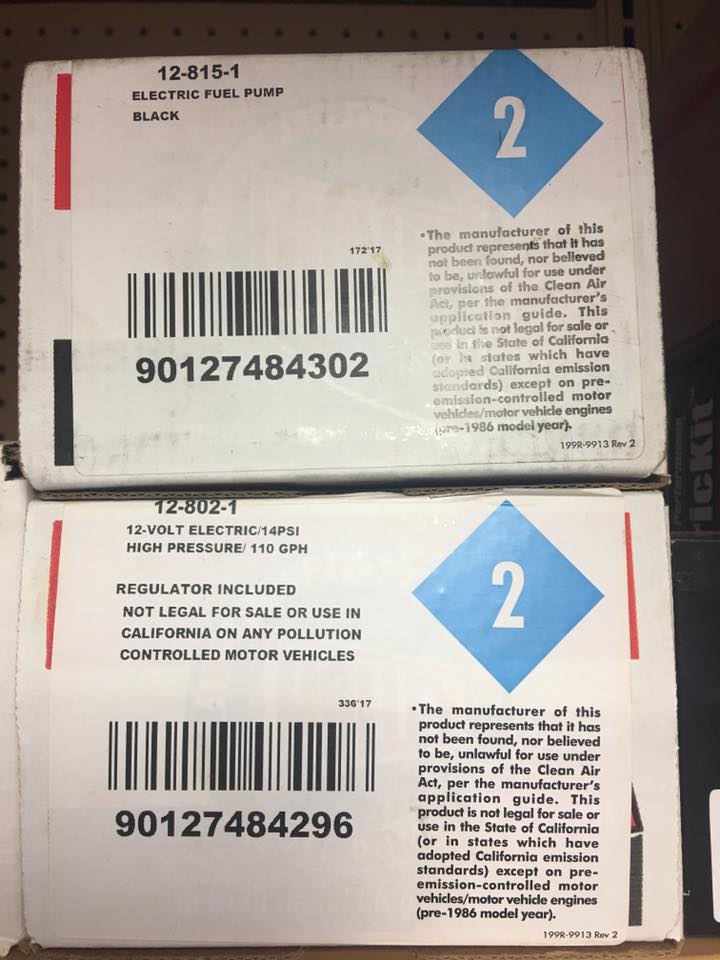 12-815-1
ELECTRIC FUEL PUMP
BLACK
2
172'17
90127484302
•The manufacturer of this
product represents that it has
not been found, nor believed
to be, unlawful for use under
provisions of the Clean Air
Act, per the manufacturer's
application guide. This
product is not legal for sale or
use in the State of California
(or in states which have
adopted California emission
standards) except on pre-
emission-controlled motor
vehicles/motor vehicle engines
(pre-1986 model year).
199R-9913 Rev 2
12-802-1
12-VOLT ELECTRIC/14PSI
HIGH PRESSURE/ 110 GPH
REGULATOR INCLUDED
NOT LEGAL FOR SALE OR USE IN
CALIFORNIA ON ANY POLLUTION
CONTROLLED MOTOR VEHICLES
2
336'17
90127484296
•The manufacturer of this
product represents that it has
not been found, nor believed
to be, unlawful for use under
provisions of the Clean Air
Act, per the manufacturer's
application guide. This
product is not legal for sale or
use in the State of California
(or in states which have
adopted California emission
standards) except on pre-
emission-controlled motor
vehicles/motor vehicle engines
(pre-1986 model year).
199R-9913 Rev 2